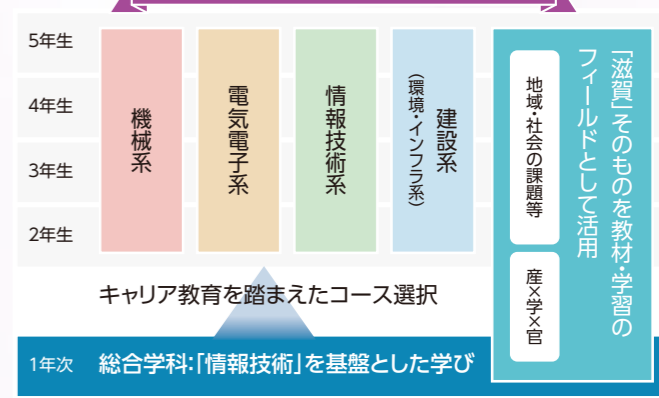 5年生
4年生
3年生
2年生
機械系
電気電子系
情報技術系
建設系
（環境・インフラ系）
地域・社会の課題等
産×学×官
「滋賀」そのものを教材・学習の
フィールドとして活用
キャリア教育を踏まえたコース選択
1年次 総合学科:「情報技術」を基盤とした学び